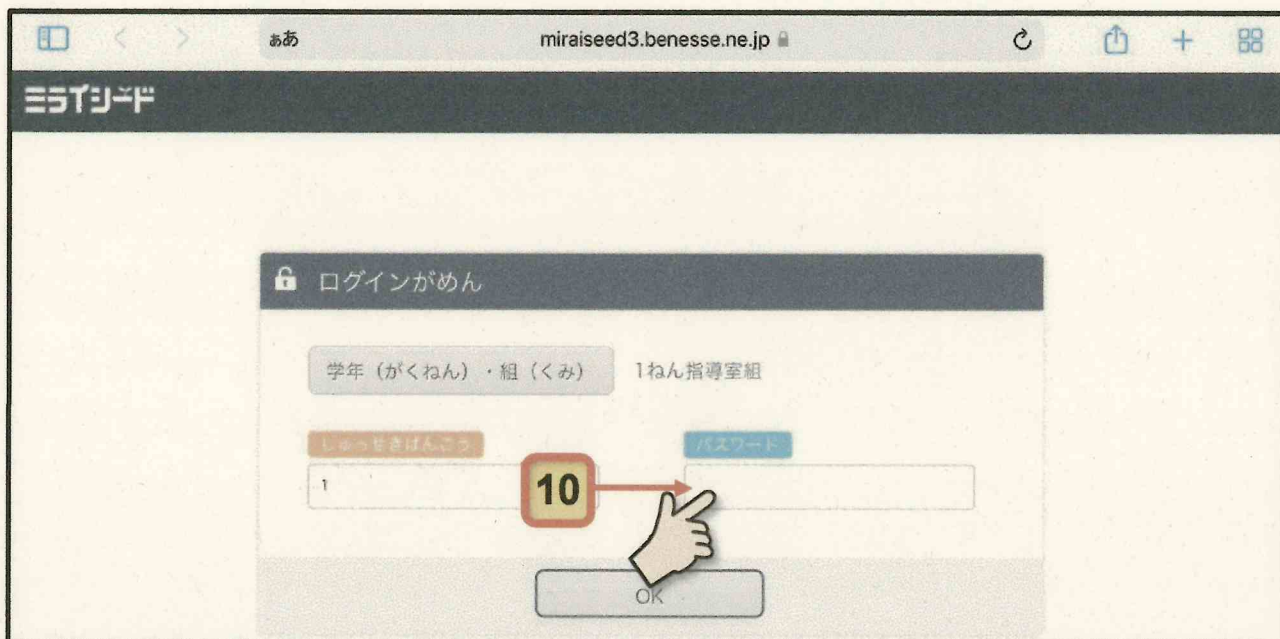 ああ miraiseed3.benesse.ne.jp
ミライシード
ログインがめん
学年（がくねん）・組（くみ） 1ねん指導室組
しゅっせきばんごう パスワード
1
10
OK